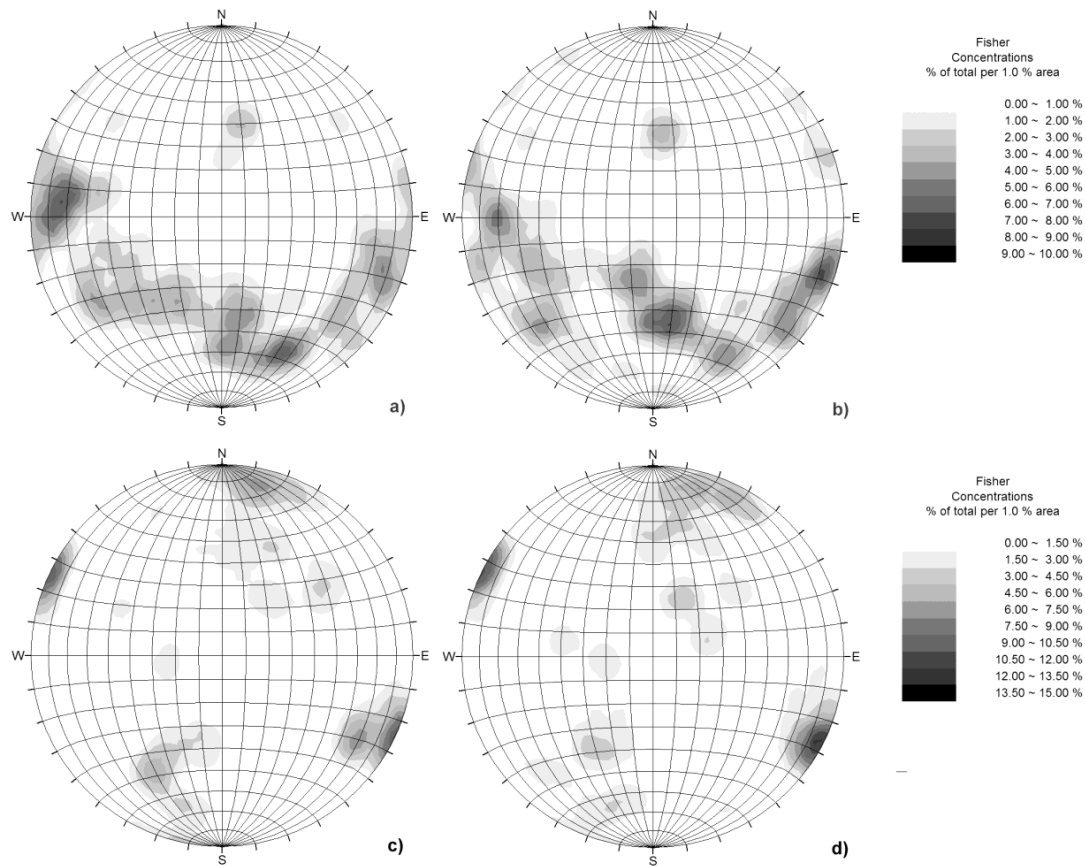 N
W
E
S
a)
N
W
E
S
b)
Fisher
Concentrations
% of total per 1.0 % area
0.00 ~ 1.00 %
1.00 ~ 2.00 %
2.00 ~ 3.00 %
3.00 ~ 4.00 %
4.00 ~ 5.00 %
5.00 ~ 6.00 %
6.00 ~ 7.00 %
7.00 ~ 8.00 %
8.00 ~ 9.00 %
9.00 ~ 10.00 %
N
W
E
S
c)
N
W
E
S
d)
Fisher
Concentrations
% of total per 1.0 % area
0.00 ~ 1.50 %
1.50 ~ 3.00 %
3.00 ~ 4.50 %
4.50 ~ 6.00 %
6.00 ~ 7.50 %
7.50 ~ 9.00 %
9.00 ~ 10.50 %
10.50 ~ 12.00 %
12.00 ~ 13.50 %
13.50 ~ 15.00 %